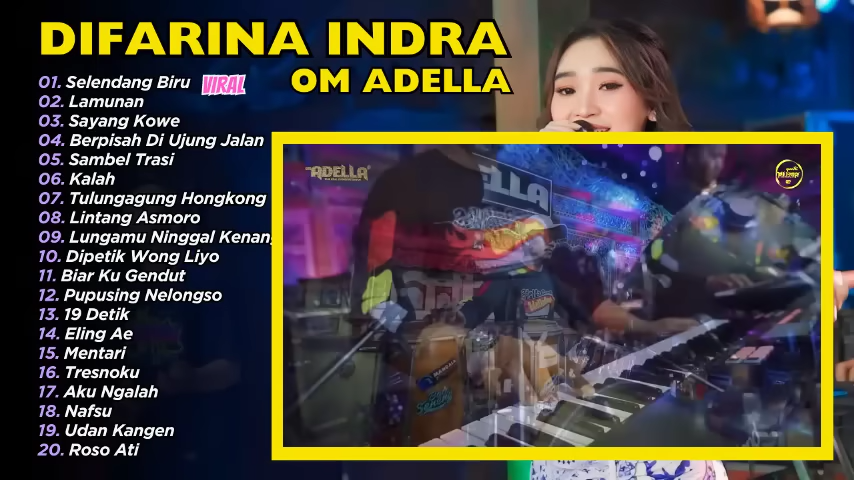 DIFARINA INDRA
OM ADELLA
01. Selendang Biru VIRAL
02. Lamunan
03. Sayang Kowe
04. Berpisah Di Ujung Jalan
05. Sambel Trasi
06. Kalah
07. Tulungagung Hongkong
08. Lintang Asmoro
09. Lungamu Ninggal Kenan
10. Dipetik Wong Liyo
11. Biar Ku Gendut
12. Pupusing Nelongso
13. 19 Detik
14. Eling Ae
15. Mentari
16. Tresnoku
17. Aku Ngalah
18. Nafsu
19. Udan Kangen
20. Roso Ati
ADELLA